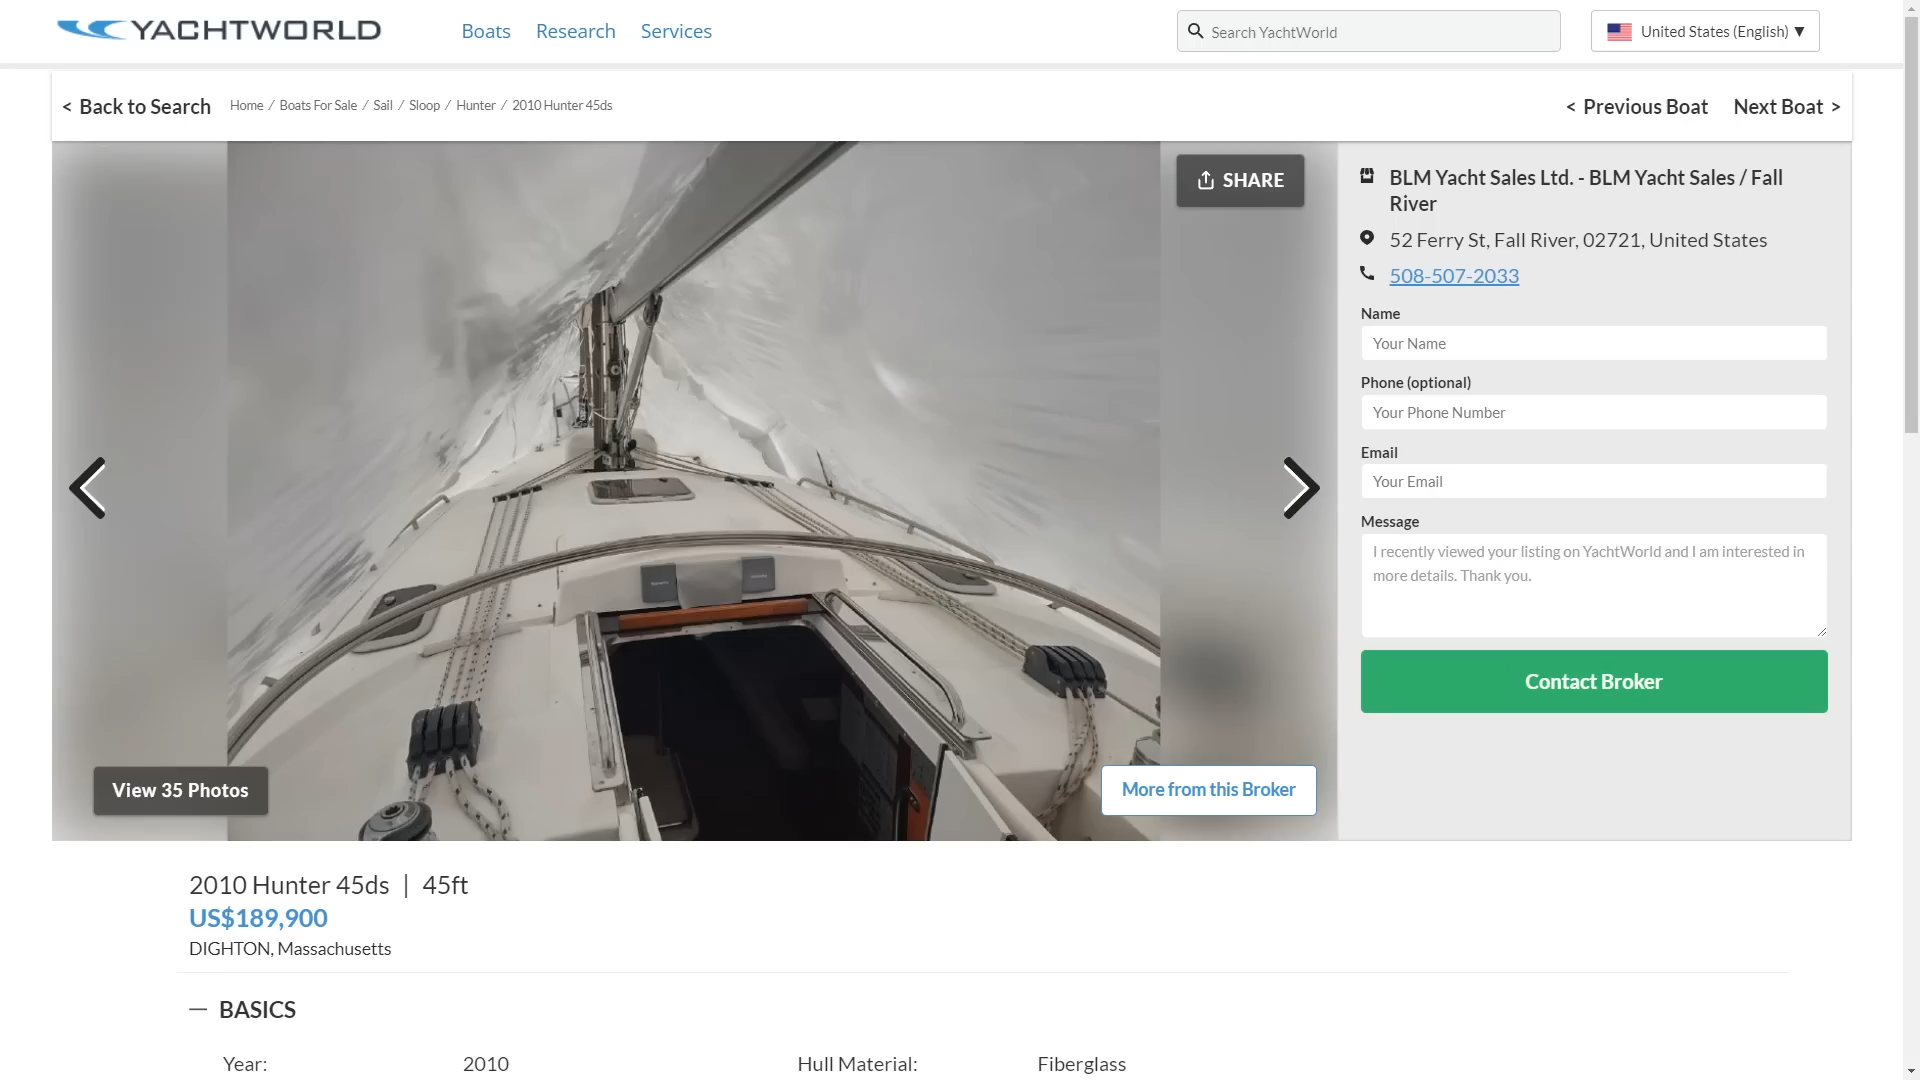 YACHTWORLD
Boats Research Services
Search YachtWorld
United States (English) ▼
< Back to Search
Home / Boats For Sale / Sail / Sloop / Hunter / 2010 Hunter 45ds
< Previous Boat Next Boat >
SHARE
View 35 Photos
More from this Broker
BLM Yacht Sales Ltd. - BLM Yacht Sales / Fall
River
52 Ferry St, Fall River, 02721, United States
508-507-2033
Name
Your Name
Phone (optional)
Your Phone Number
Email
Your Email
Message
I recently viewed your listing on YachtWorld and I am interested in
more details. Thank you.
Contact Broker
2010 Hunter 45ds | 45ft
US$189,900
DIGHTON, Massachusetts
— BASICS
Year: 2010 Hull Material: Fiberglass